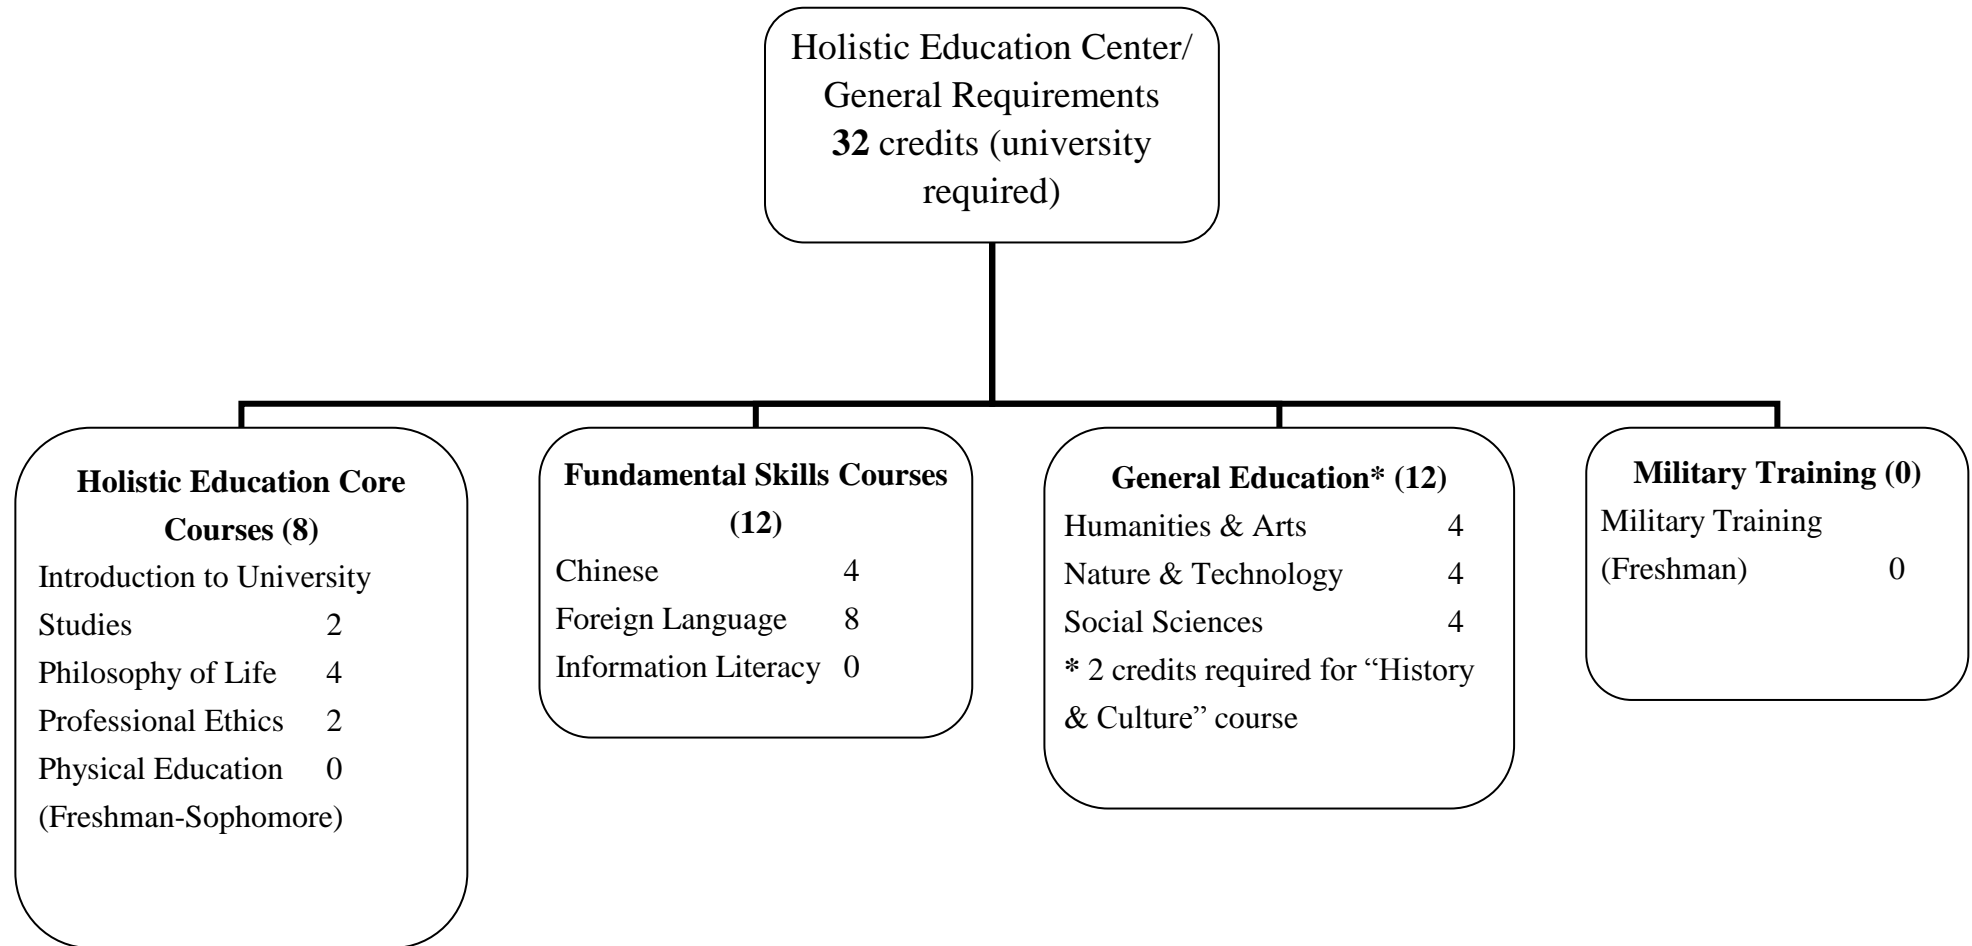 Holistic Education Center/
General Requirements
32 credits (university
required)
Holistic Education Core
Courses (8)
Introduction to University
Studies 2
Philosophy of Life 4
Professional Ethics 2
Physical Education 0
(Freshman-Sophomore)
Fundamental Skills Courses
(12)
Chinese 4
Foreign Language 8
Information Literacy 0
General Education* (12)
Humanities & Arts 4
Nature & Technology 4
Social Sciences 4
* 2 credits required for “History
& Culture” course
Military Training (0)
Military Training
(Freshman) 0